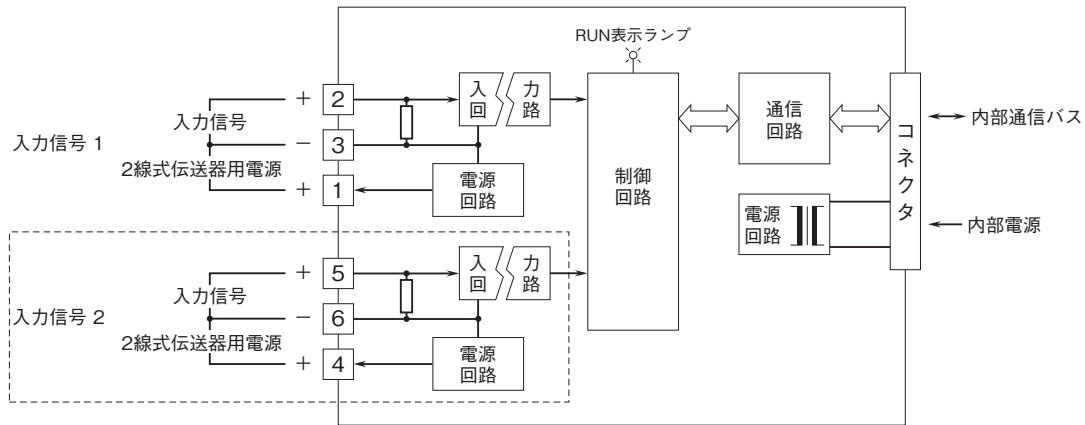 RUN表示ランプ
入力信号 1
+ 2
入力信号
- 3
2線式伝送器用電源
+ 1
入 力
回 路
電源
回路
制御
回路
通信
回路
電源
回路
コネクタ
内部通信バス
内部電源
入力信号 2
+ 5
入力信号
- 6
2線式伝送器用電源
+ 4
入 力
回 路
電源
回路